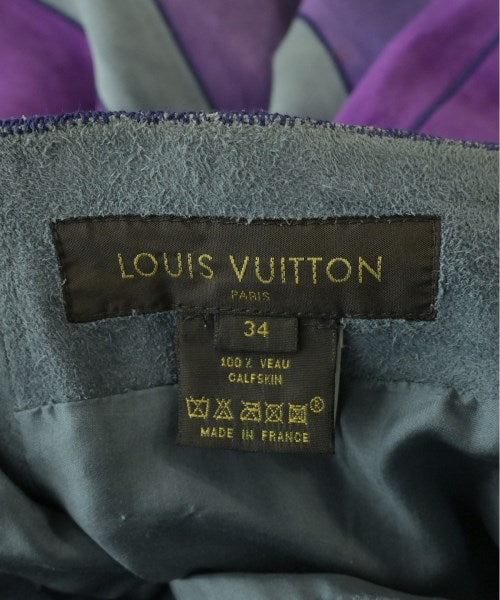 LOUIS VUITTON
PARIS
34
100% VEAU
CALFSKIN
®
MADE IN FRANCE